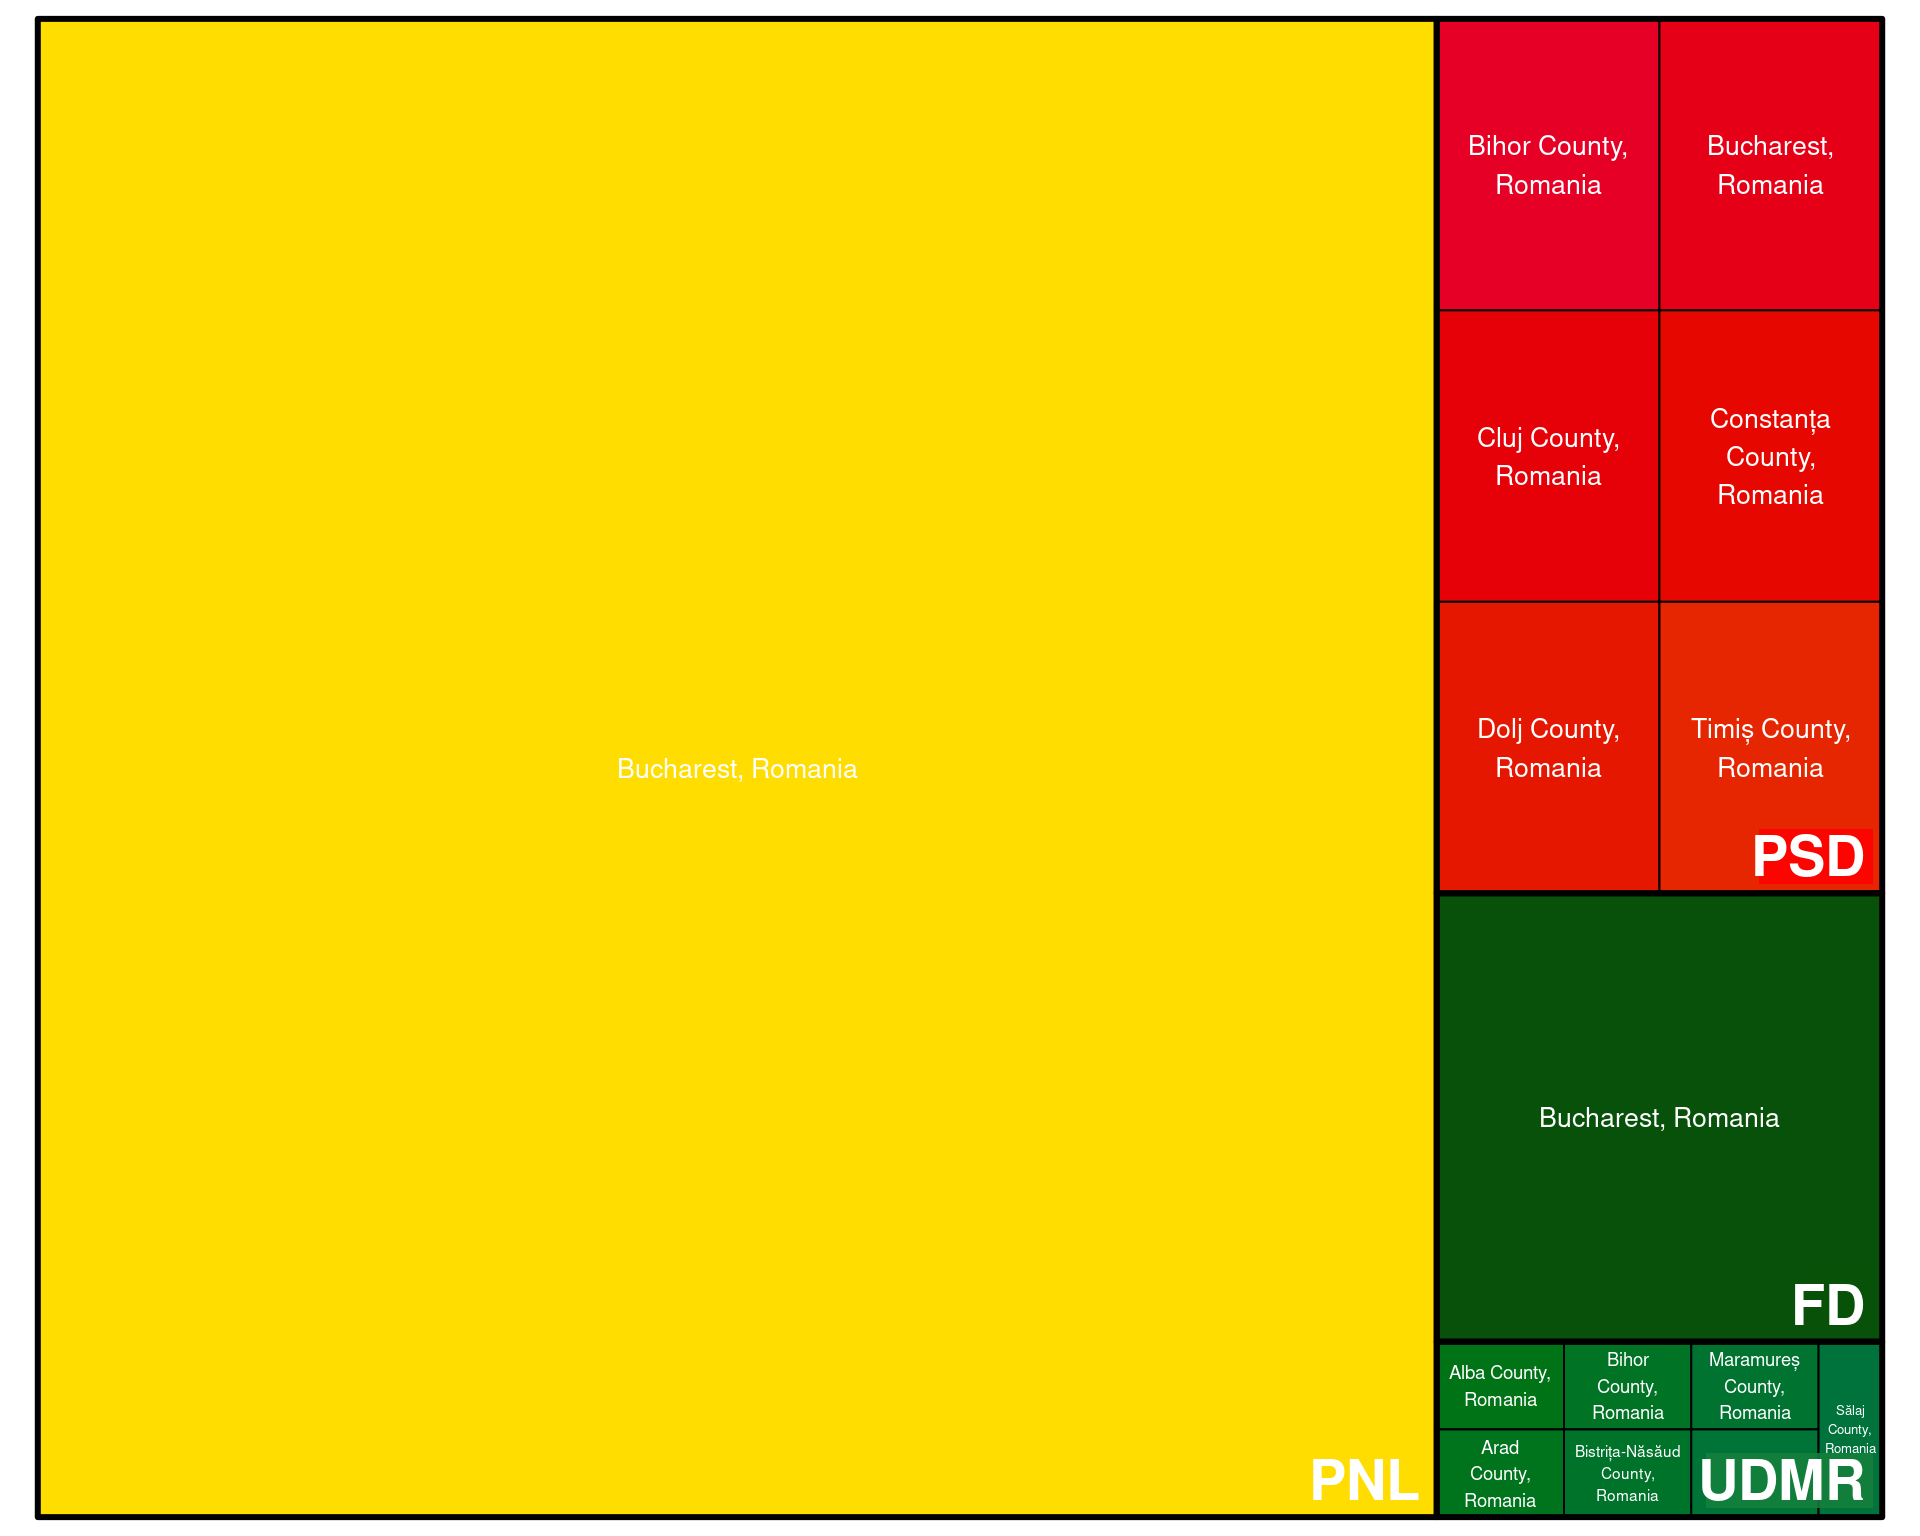 Bucharest, Romania
PNL
Bihor County,
Romania
Bucharest,
Romania
Cluj County,
Romania
Constanța
County,
Romania
Dolj County,
Romania
Timiș County,
Romania
PSD
Bucharest, Romania
FD
Alba County,
Romania
Bihor
County,
Romania
Maramureș
County,
Romania
Sălaj
County,
Romania
Arad
County,
Romania
Bistrița-Năsăud
County,
Romania
UDMR